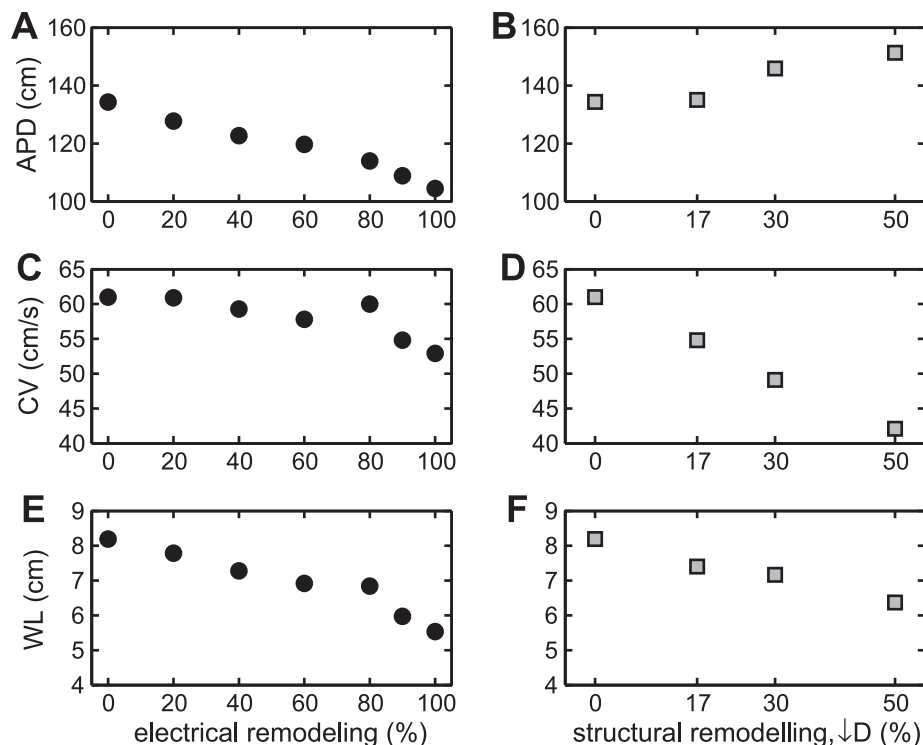 A
B
160
140
120
100
APD (cm)
0 20 40 60 80 100
160
140
120
100
0 17 30 50
C
D
65
60
55
50
45
40
CV (cm/s)
0 20 40 60 80 100
65
60
55
50
45
40
0 17 30 50
E
F
9
8
7
6
5
4
WL (cm)
0 20 40 60 80 100
electrical remodeling (%)
9
8
7
6
5
4
0 17 30 50
structural remodelling, ↓D (%)